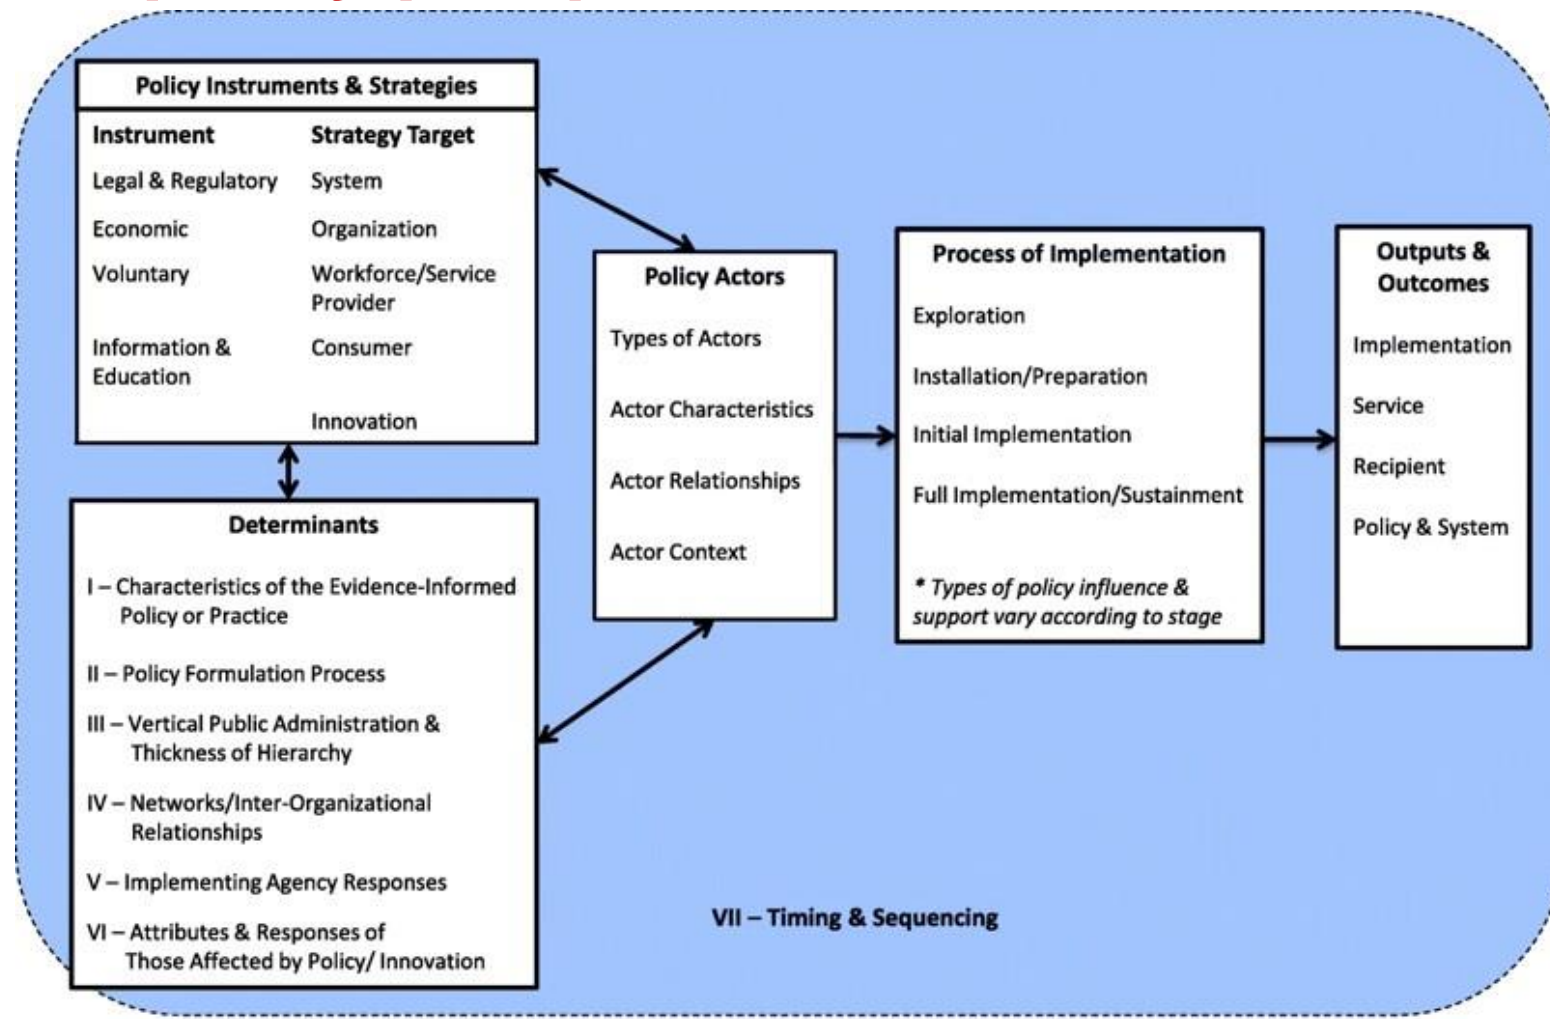 Policy Instruments & Strategies
Instrument Strategy Target
Legal & Regulatory System
Economic Organization
Voluntary Workforce/Service
Provider
Information & Consumer
Education
Innovation
Determinants
I – Characteristics of the Evidence-Informed
Policy or Practice
II – Policy Formulation Process
III – Vertical Public Administration &
Thickness of Hierarchy
IV – Networks/Inter-Organizational
Relationships
V – Implementing Agency Responses
VI – Attributes & Responses of
Those Affected by Policy/ Innovation
Policy Actors
Types of Actors
Actor Characteristics
Actor Relationships
Actor Context
Process of Implementation
Exploration
Installation/Preparation
Initial Implementation
Full Implementation/Sustainment
* Types of policy influence &
support vary according to stage
Outputs &
Outcomes
Implementation
Service
Recipient
Policy & System
VII – Timing & Sequencing